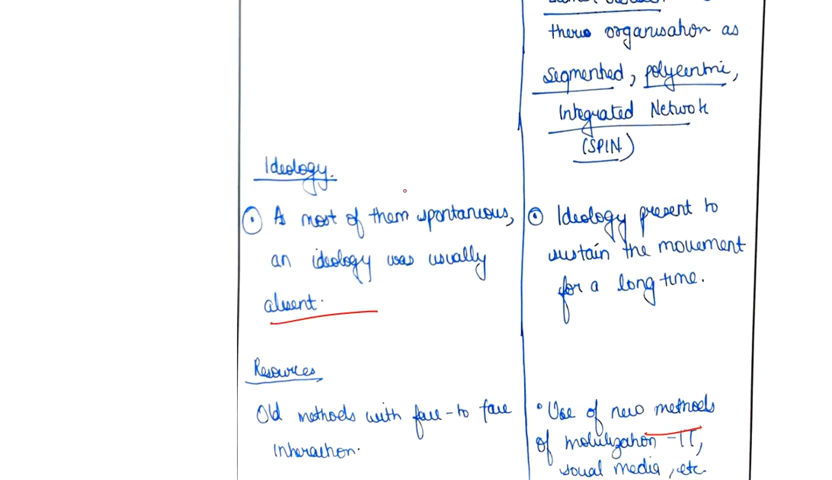 there organisation as
segmented, polycentric,
Integrated Network
(SPIN)
Ideology.
A most of them spontaneous,
an ideology was usually
absent.
Ideology present to
sustain the movement
for a long time.
Resources
Old methods with face-to face
interaction.
Use of new methods
of mobilization - IT,
social media, etc